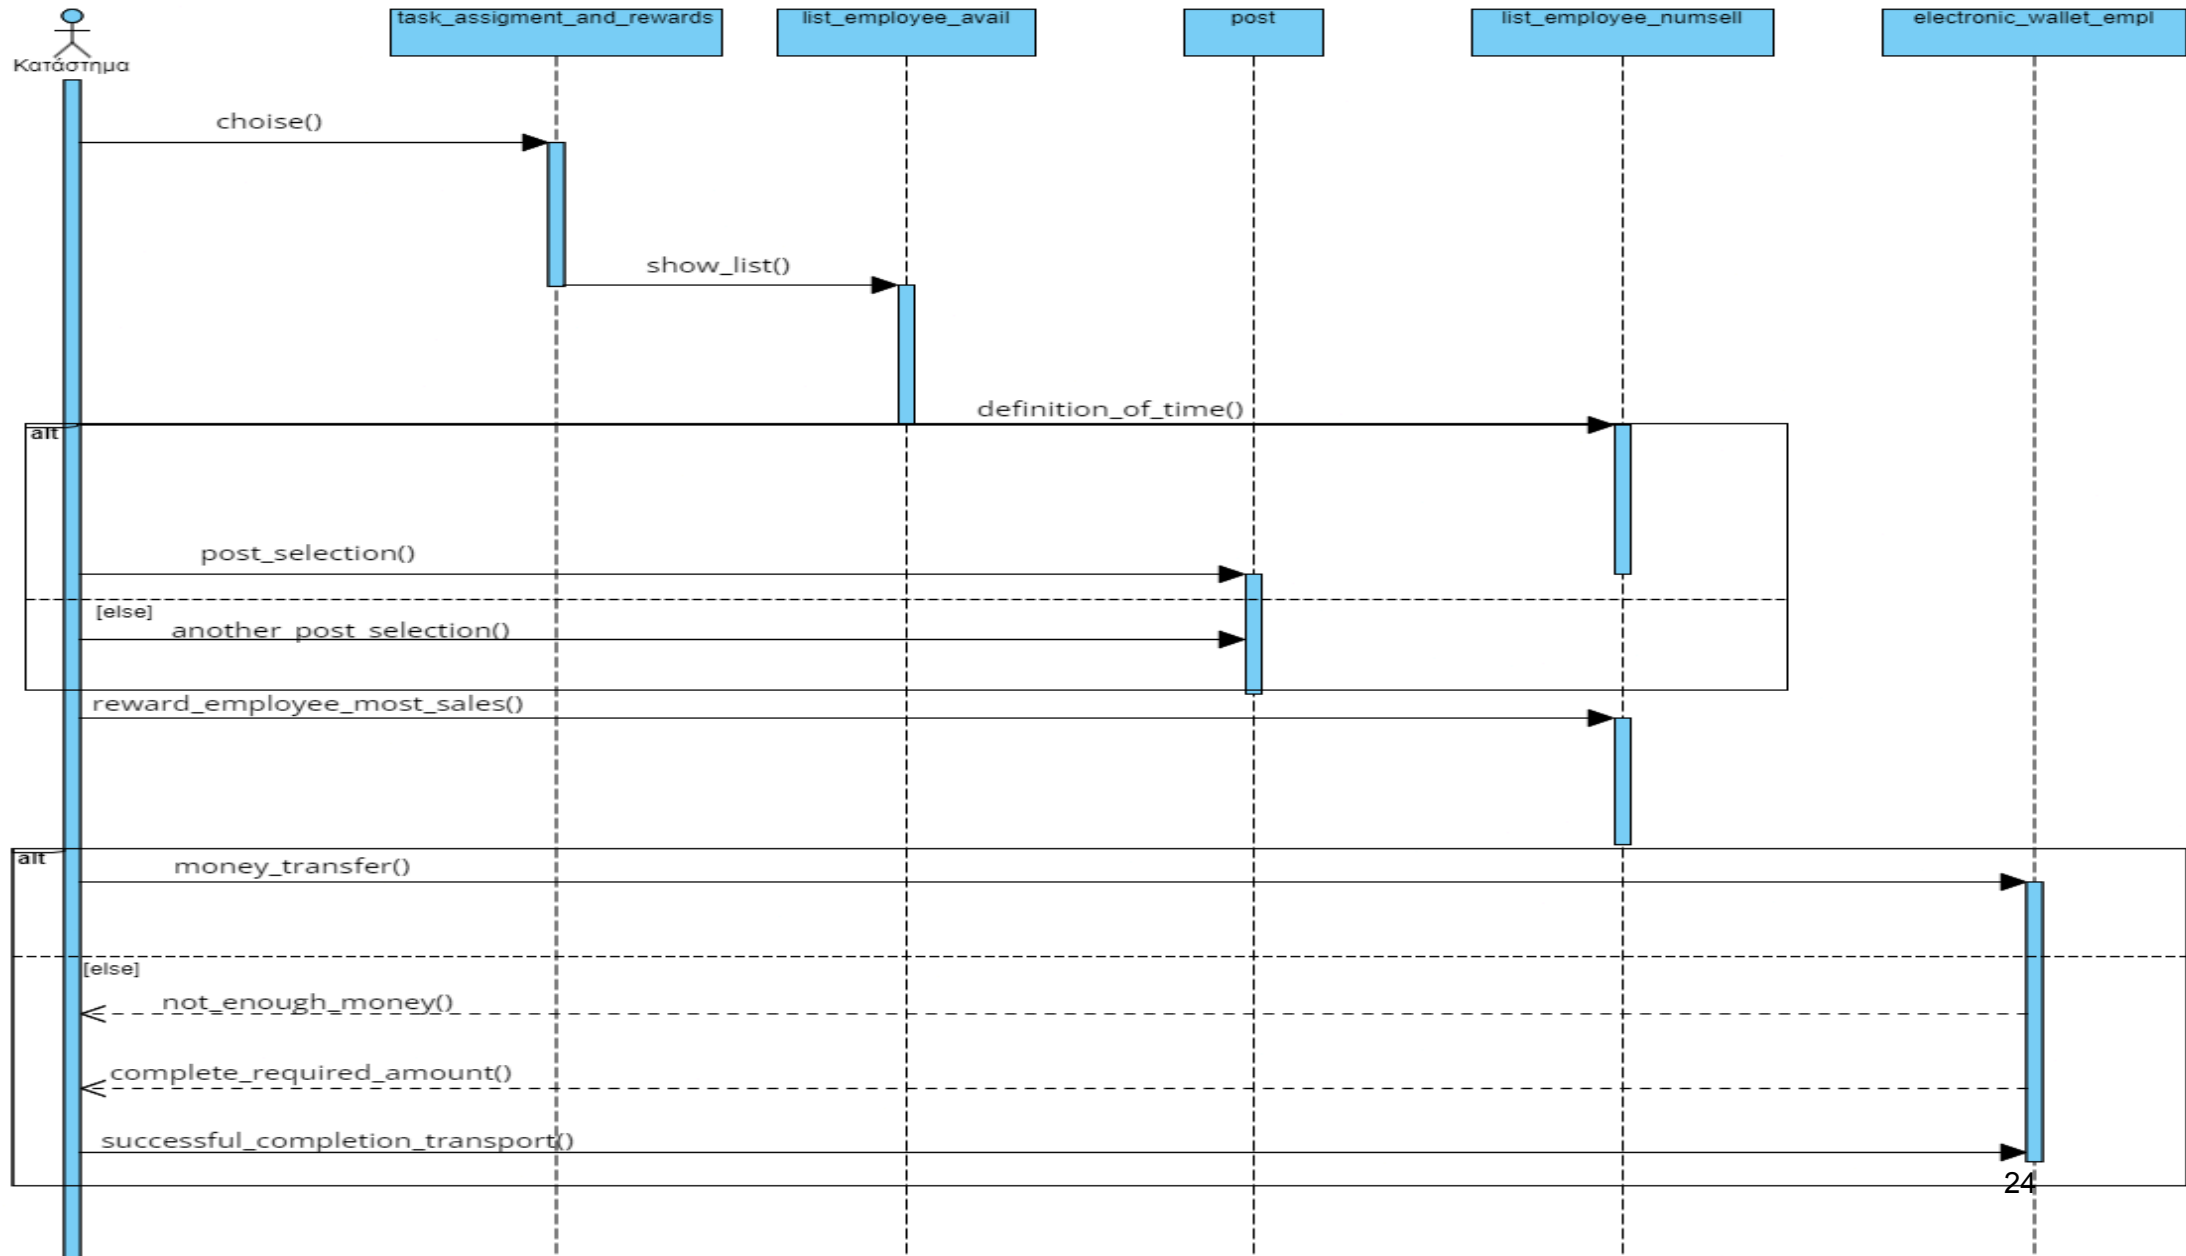 task_assigment_and_rewards
list_employee_avail
post
list_employee_numsell
electronic_wallet_empl
Κατάστημα
choise()
show_list()
definition_of_time()
alt
post_selection()
[else]
another_post_selection()
reward_employee_most_sales()
alt
money_transfer()
[else]
not_enough_money()
complete_required_amount()
successful_completion_transport()
24